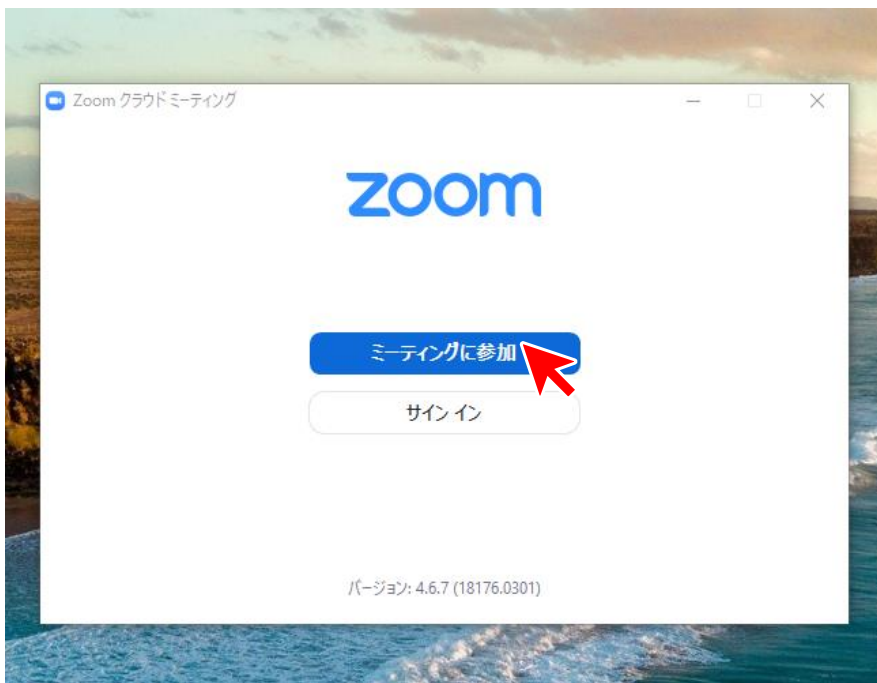 Zoom クラウド ミーティング
zoom
ミーティングに参加
サイン イン
バージョン: 4.6.7 (18176.0301)